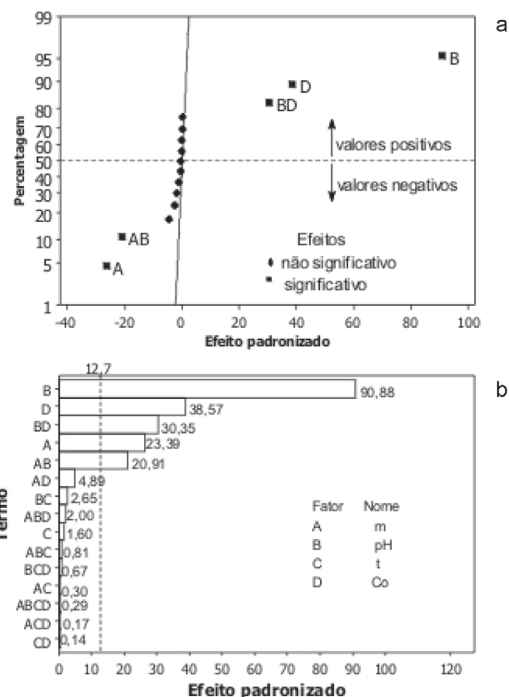 a
99
95
90
80
70
60
50
40
30
20
10
5
1
Percentagem
B
D
BD
valores positivos
valores negativos
AB
A
Efeitos
não significativo
significativo
-40 -20 0 20 40 60 80 100
Efeito padronizado
b
12,7
Termo
B 90,88
D 38,57
BD 30,35
A 23,39
AB 20,91
AD 4,89
BC 2,65
ABD 2,00
C 1,60
ABC 0,81
BCD 0,67
AC 0,30
ABCD 0,29
ACD 0,17
CD 0,14
Fator Nome
A m
B pH
C t
D Co
0 10 20 30 40 50 60 70 80 90 100 120
Efeito padronizado